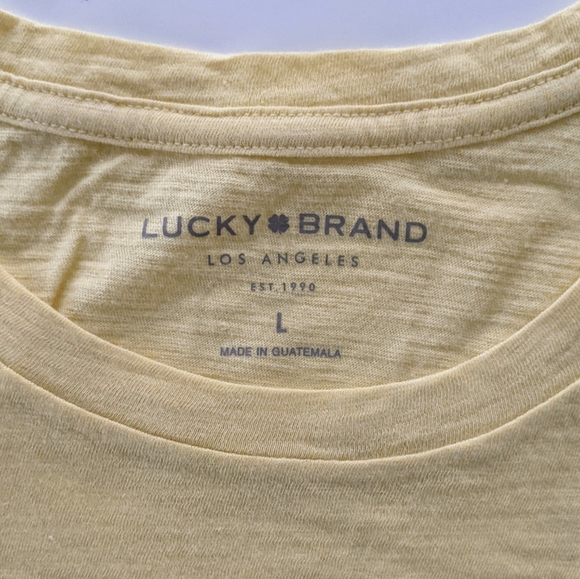 LUCKY BRAND
LOS ANGELES
EST. 1990
L
MADE IN GUATEMALA